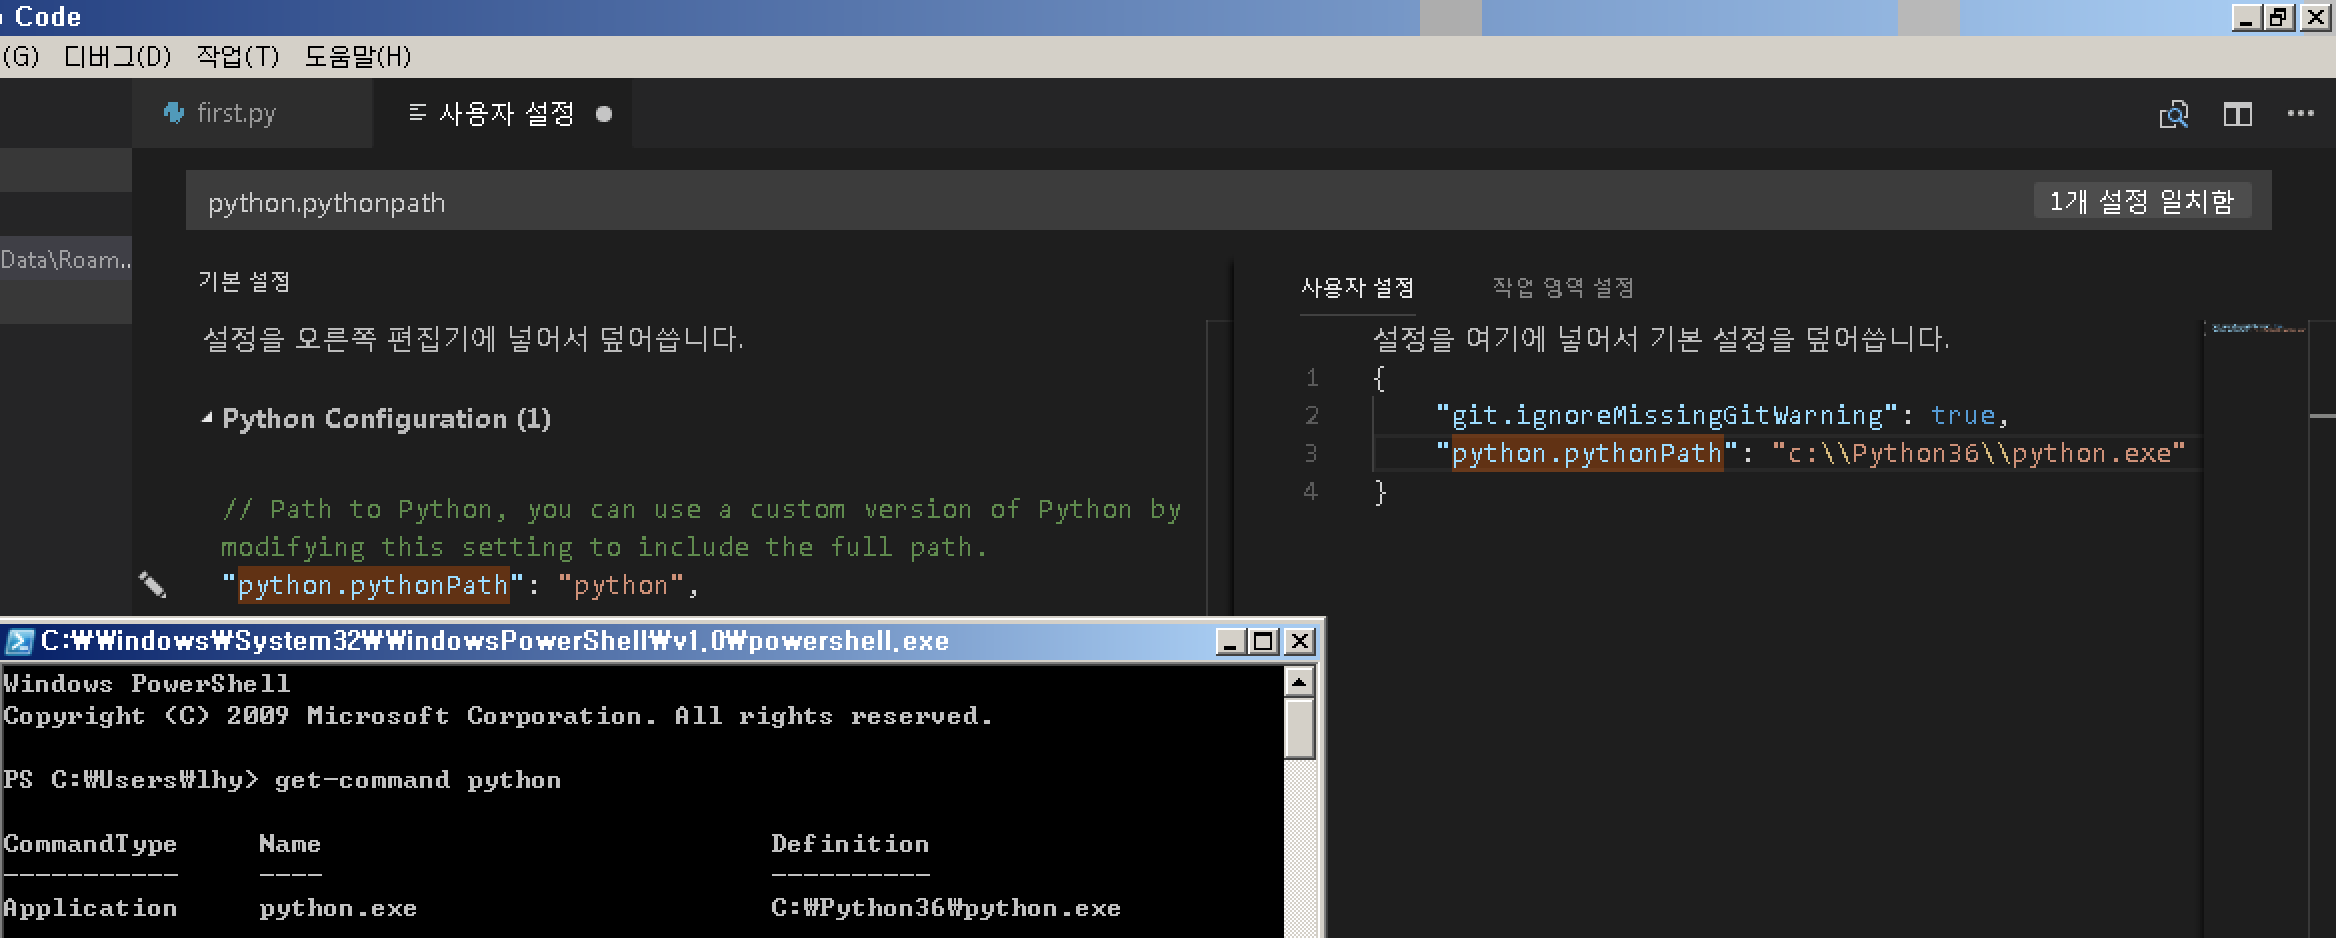 Code
(G) 디버그(D) 작업(T) 도움말(H)
first.py 사용자 설정
Data\Roam..
python.pythonpath 1개 설정 일치함
기본 설정
설정을 오른쪽 편집기에 넣어서 덮어씁니다.
Python Configuration (1)
// Path to Python, you can use a custom version of Python by
modifying this setting to include the full path.
"python.pythonPath": "python",
사용자 설정 작업 영역 설정
설정을 여기에 넣어서 기본 설정을 덮어씁니다.
1 {
2 "git.ignoreMissingGitWarning": true,
3 "python.pythonPath": "c:\\Python36\\python.exe"
4 }
C:₩Windows₩System32₩WindowsPowerShell₩v1.0₩powershell.exe
Windows PowerShell
Copyright (C) 2009 Microsoft Corporation. All rights reserved.
PS C:₩Users₩lhy> get-command python
CommandType Name Definition
----------- ---- ----------
Application python.exe C:₩Python36₩python.exe